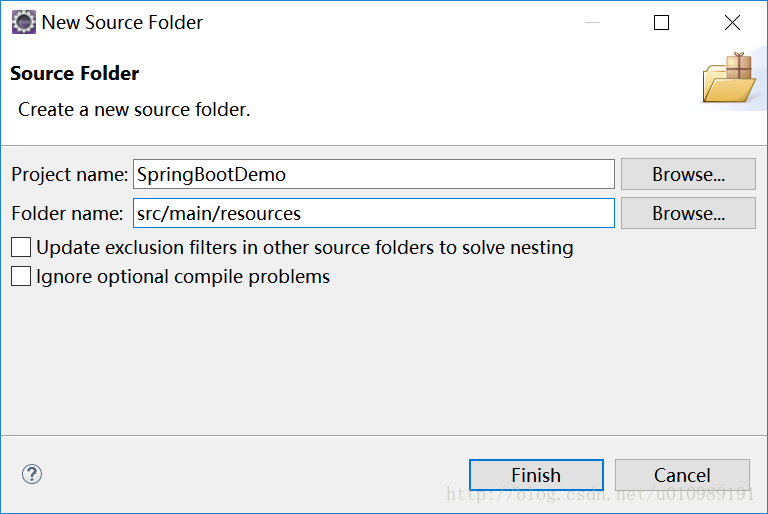 New Source Folder
Source Folder
Create a new source folder.
Project name: SpringBootDemo Browse...
Folder name: src/main/resources Browse...
Update exclusion filters in other source folders to solve nesting
Ignore optional compile problems
? Finish Cancel
http://blog.csdn.net/u010989191